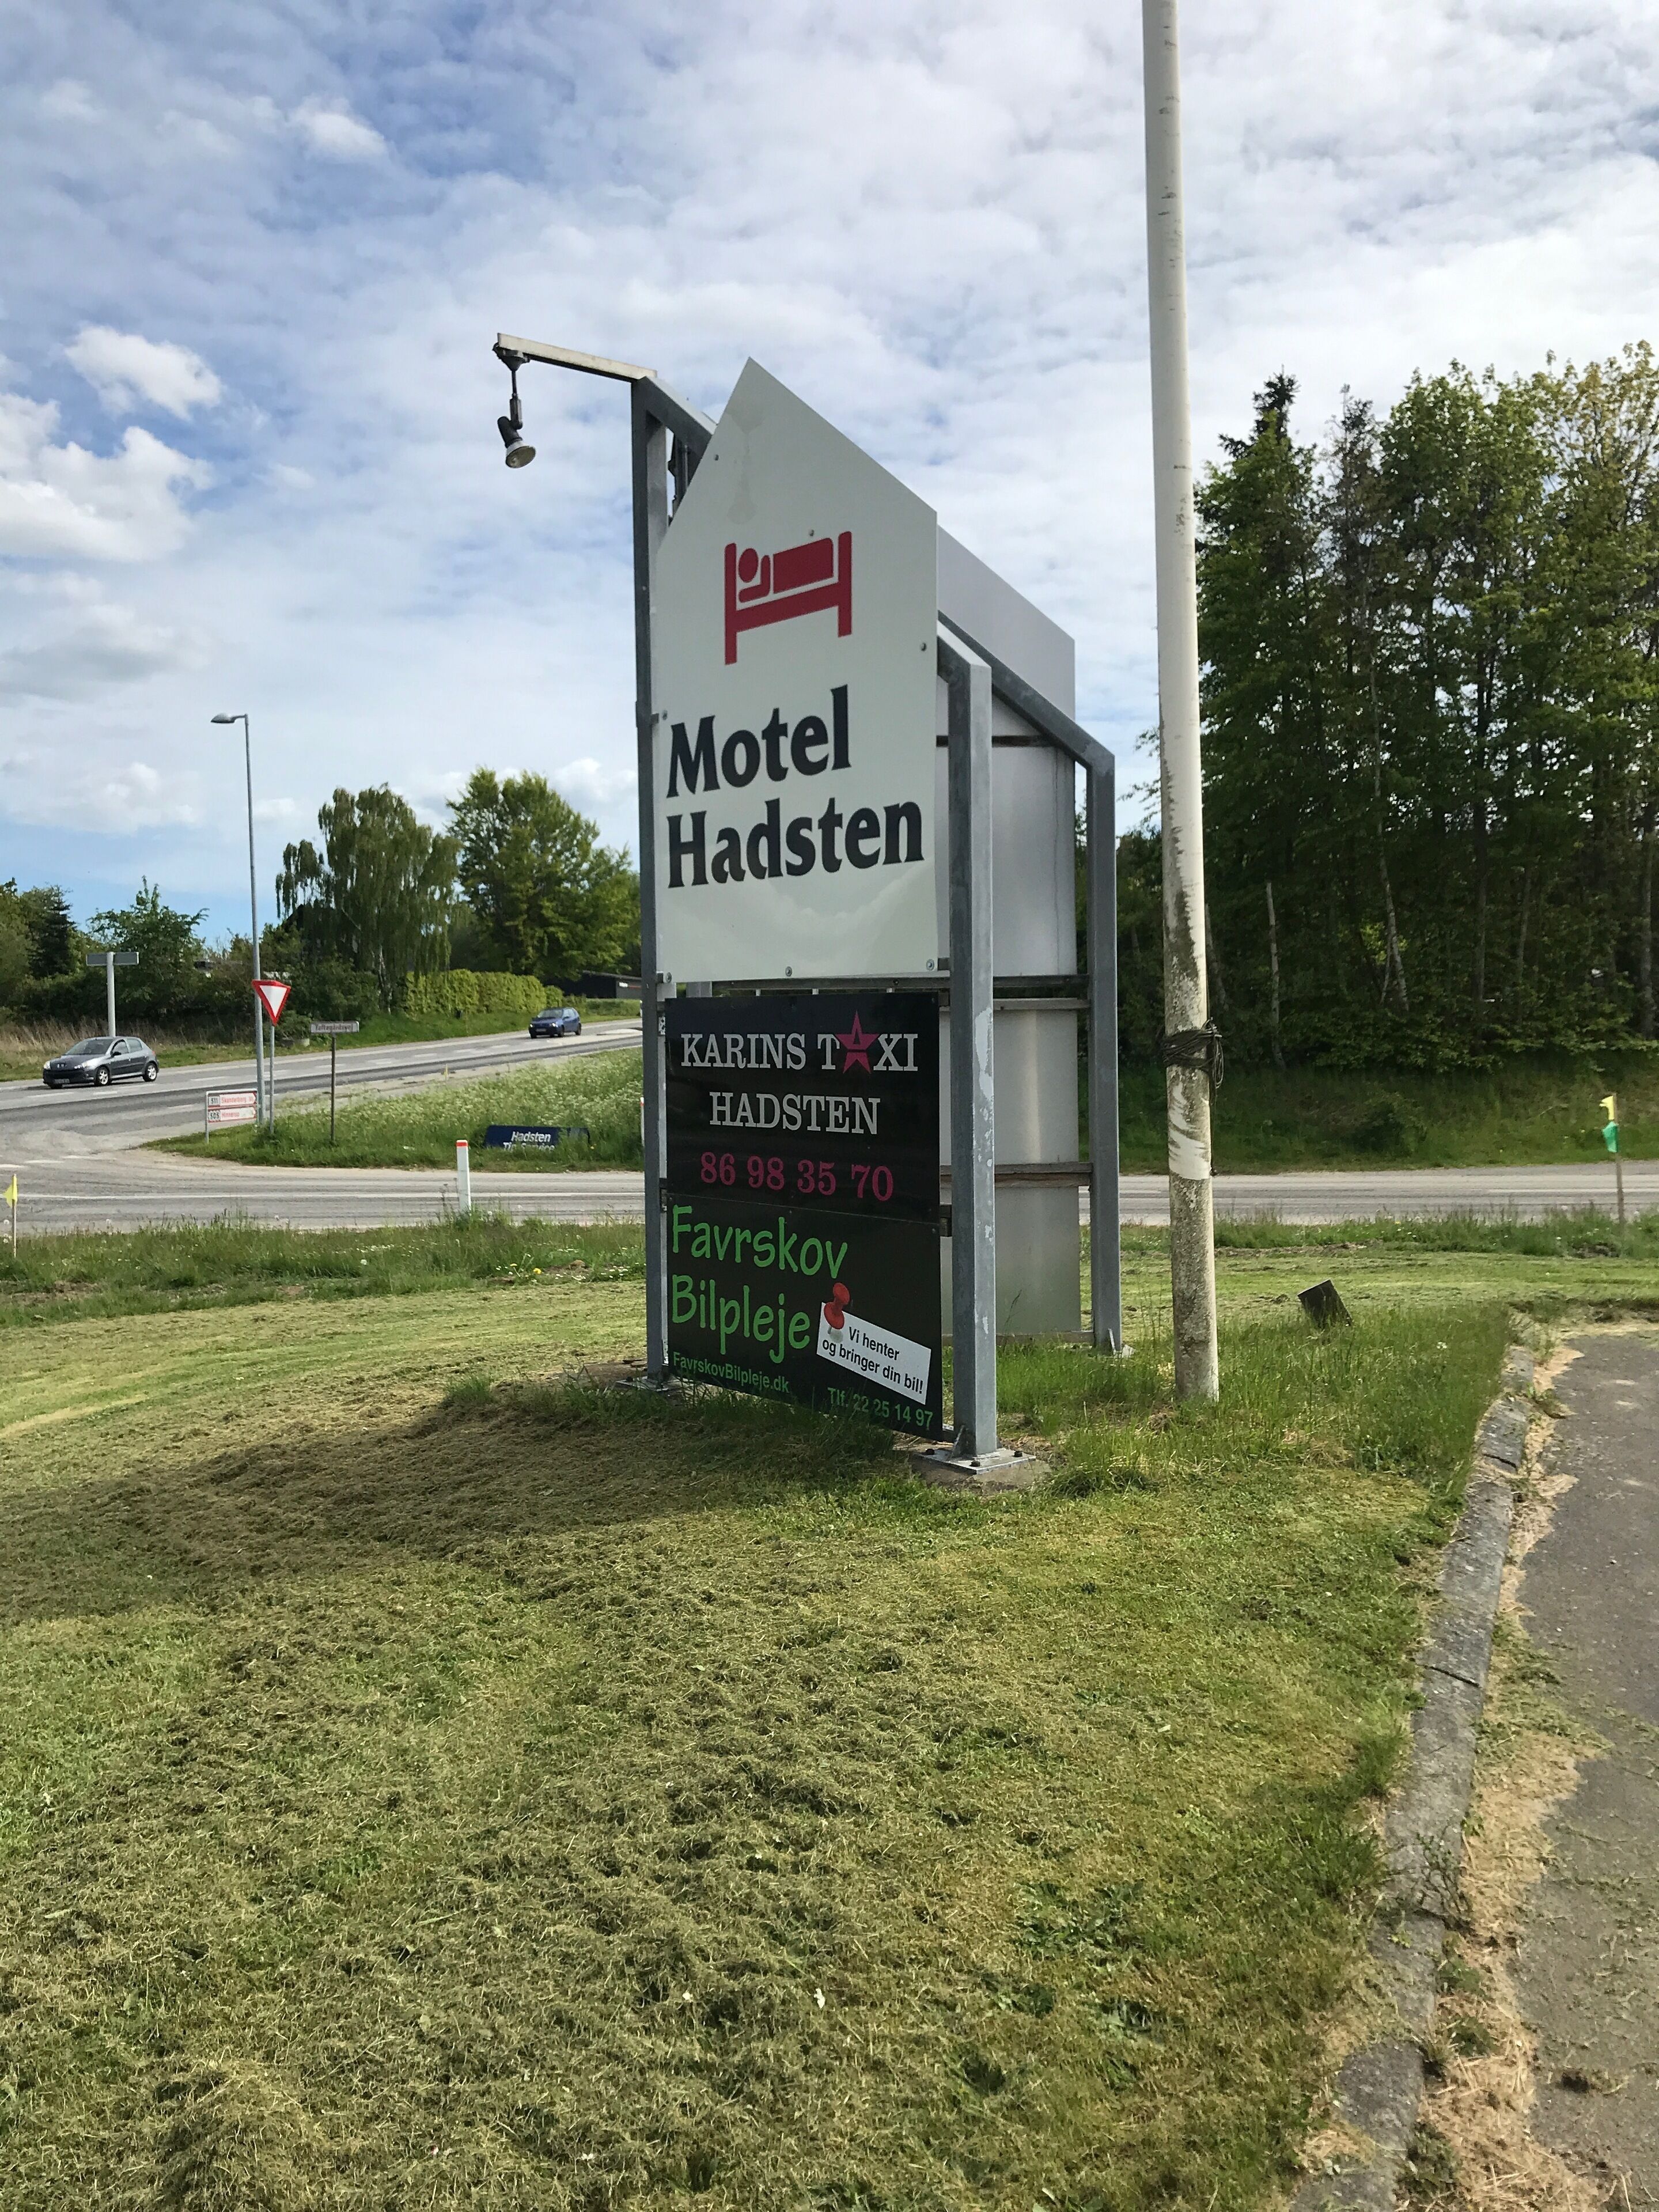 Motel
Hadsten
KARINS TAXI
HADSTEN
86 98 35 70
Favrskov
Bilpleje
Vi henter
og bringer din bil!
FavrskovBilpleje.dk
Tlf. 22 25 14 97
Hadsten